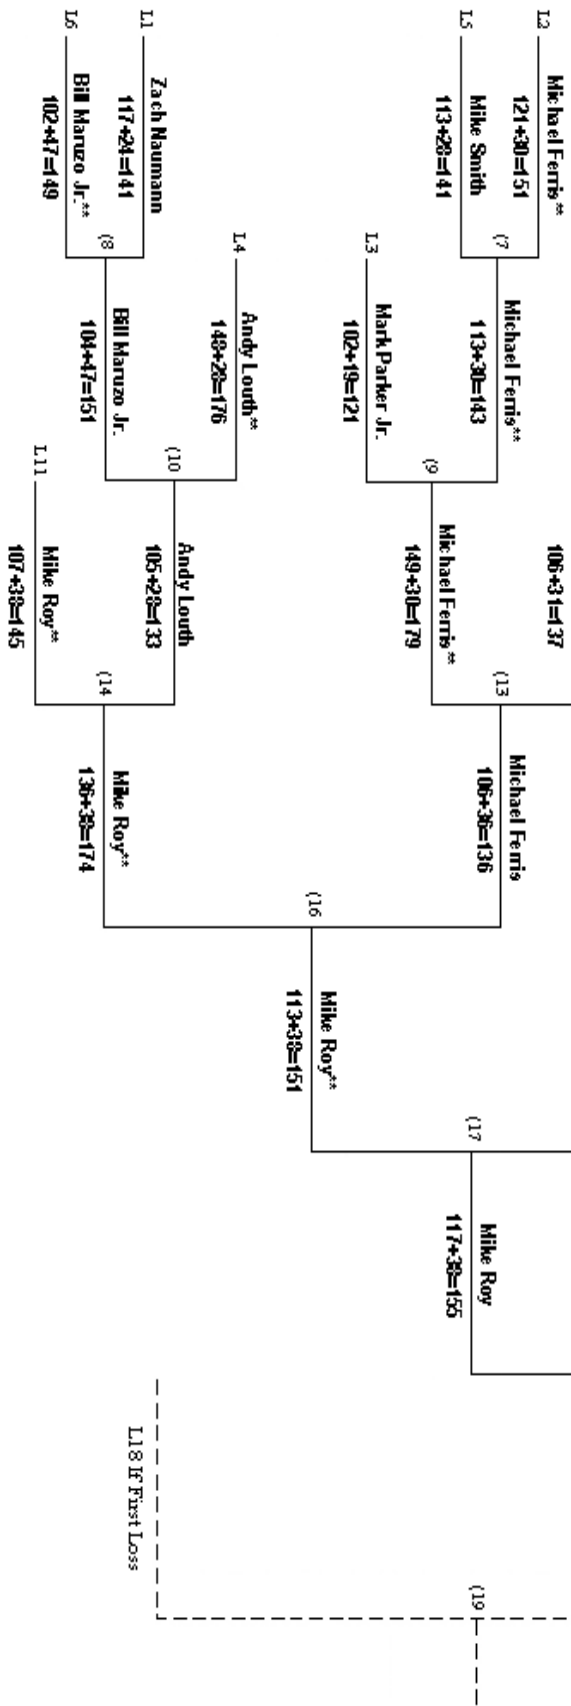 L2
Michael Ferris**
121+30=151
L5
Mike Smith
113+28=141
(7
L1
Zach Naumann
117+24=141
L6
Bill Maruzo Jr.**
102+47=149
(8
Michael Ferris**
113+30=143
L3
Mark Parker Jr.
102+19=121
(9
L4
Andy Louth**
148+28=176
Bill Maruzo Jr.
104+47=151
(10
106+31=137
Michael Ferris**
149+30=179
(13
Andy Louth
105+28=133
L11
Mike Roy**
107+38=145
(14
Michael Ferris
106+36=136
Mike Roy**
136+38=174
(16
Mike Roy**
113+38=151
(17
Mike Roy
117+38=155
L18 If First Loss
(19